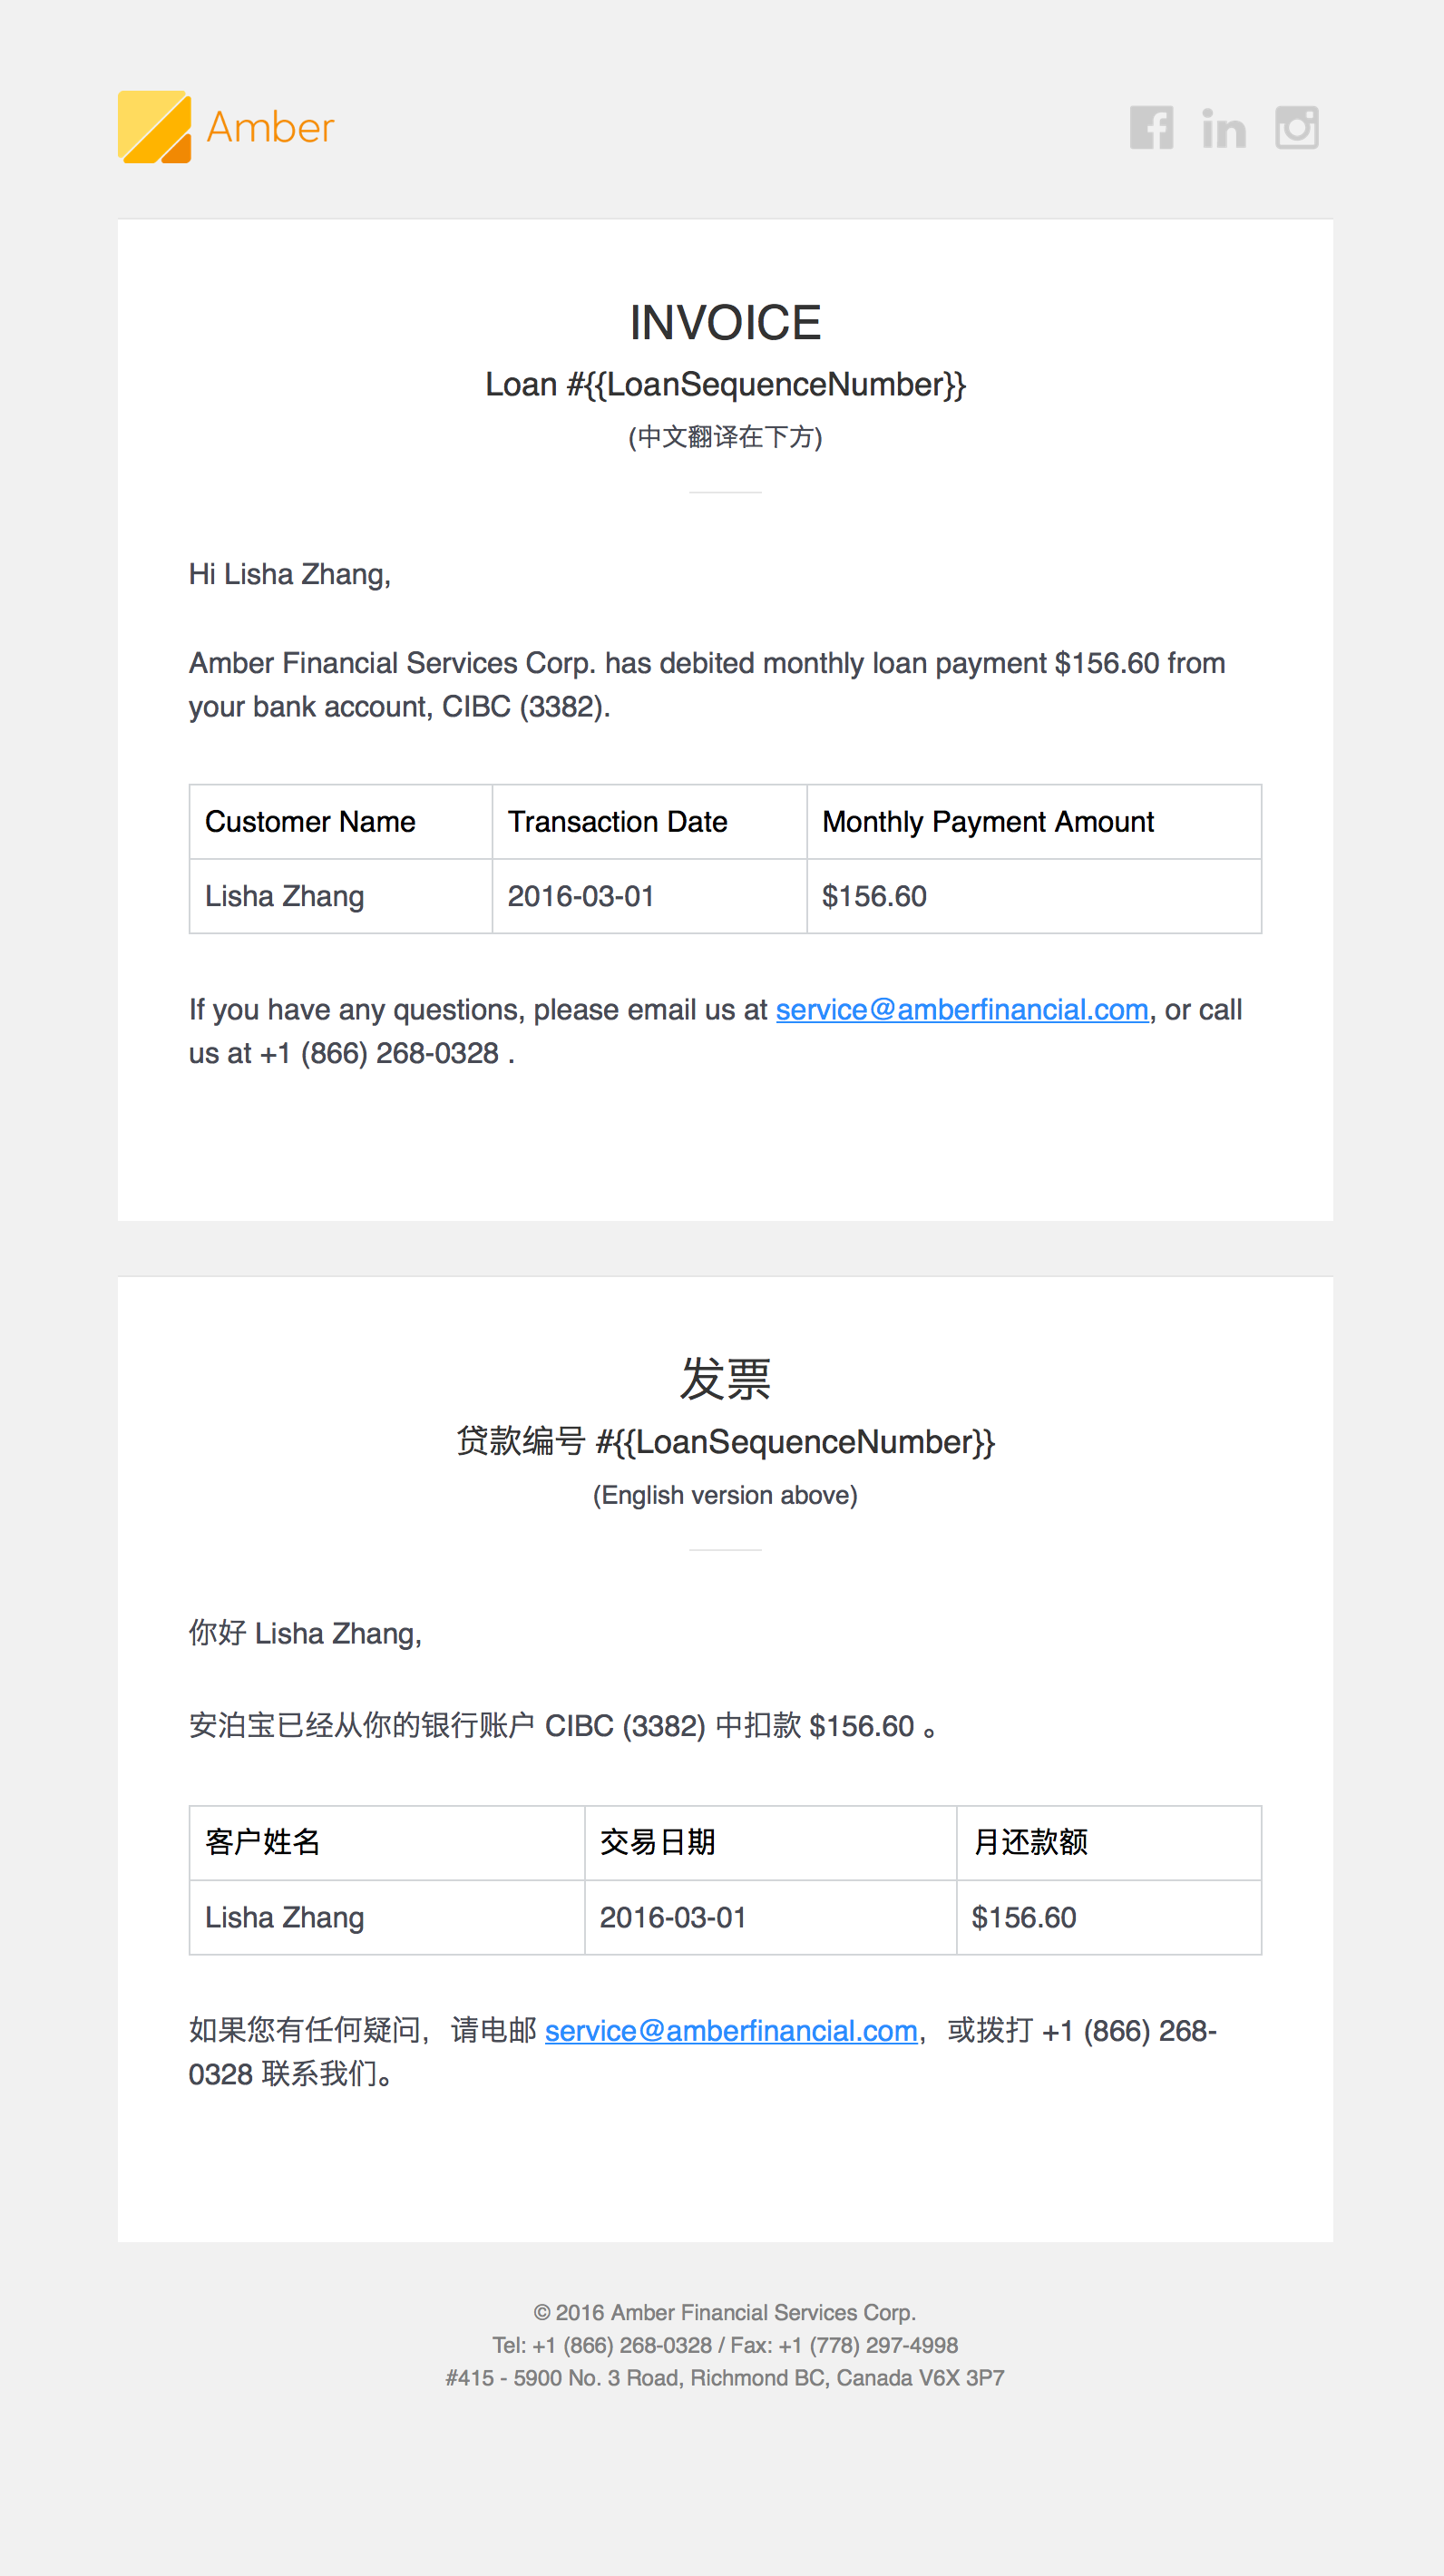 Amber
INVOICE
Loan #{{LoanSequenceNumber}}
(中文翻译在下方)
Hi Lisha Zhang,
Amber Financial Services Corp. has debited monthly loan payment $156.60 from
your bank account, CIBC (3382).
Customer Name Transaction Date Monthly Payment Amount
Lisha Zhang 2016-03-01 $156.60
If you have any questions, please email us at service@amberfinancial.com, or call
us at +1 (866) 268-0328 .
发票
贷款编号 #{{LoanSequenceNumber}}
(English version above)
你好 Lisha Zhang,
安泊宝已经从你的银行账户 CIBC (3382) 中扣款 $156.60 。
客户姓名 交易日期 月还款额
Lisha Zhang 2016-03-01 $156.60
如果您有任何疑问，请电邮 service@amberfinancial.com，或拨打 +1 (866) 268-
0328 联系我们。
© 2016 Amber Financial Services Corp.
Tel: +1 (866) 268-0328 / Fax: +1 (778) 297-4998
#415 - 5900 No. 3 Road, Richmond BC, Canada V6X 3P7